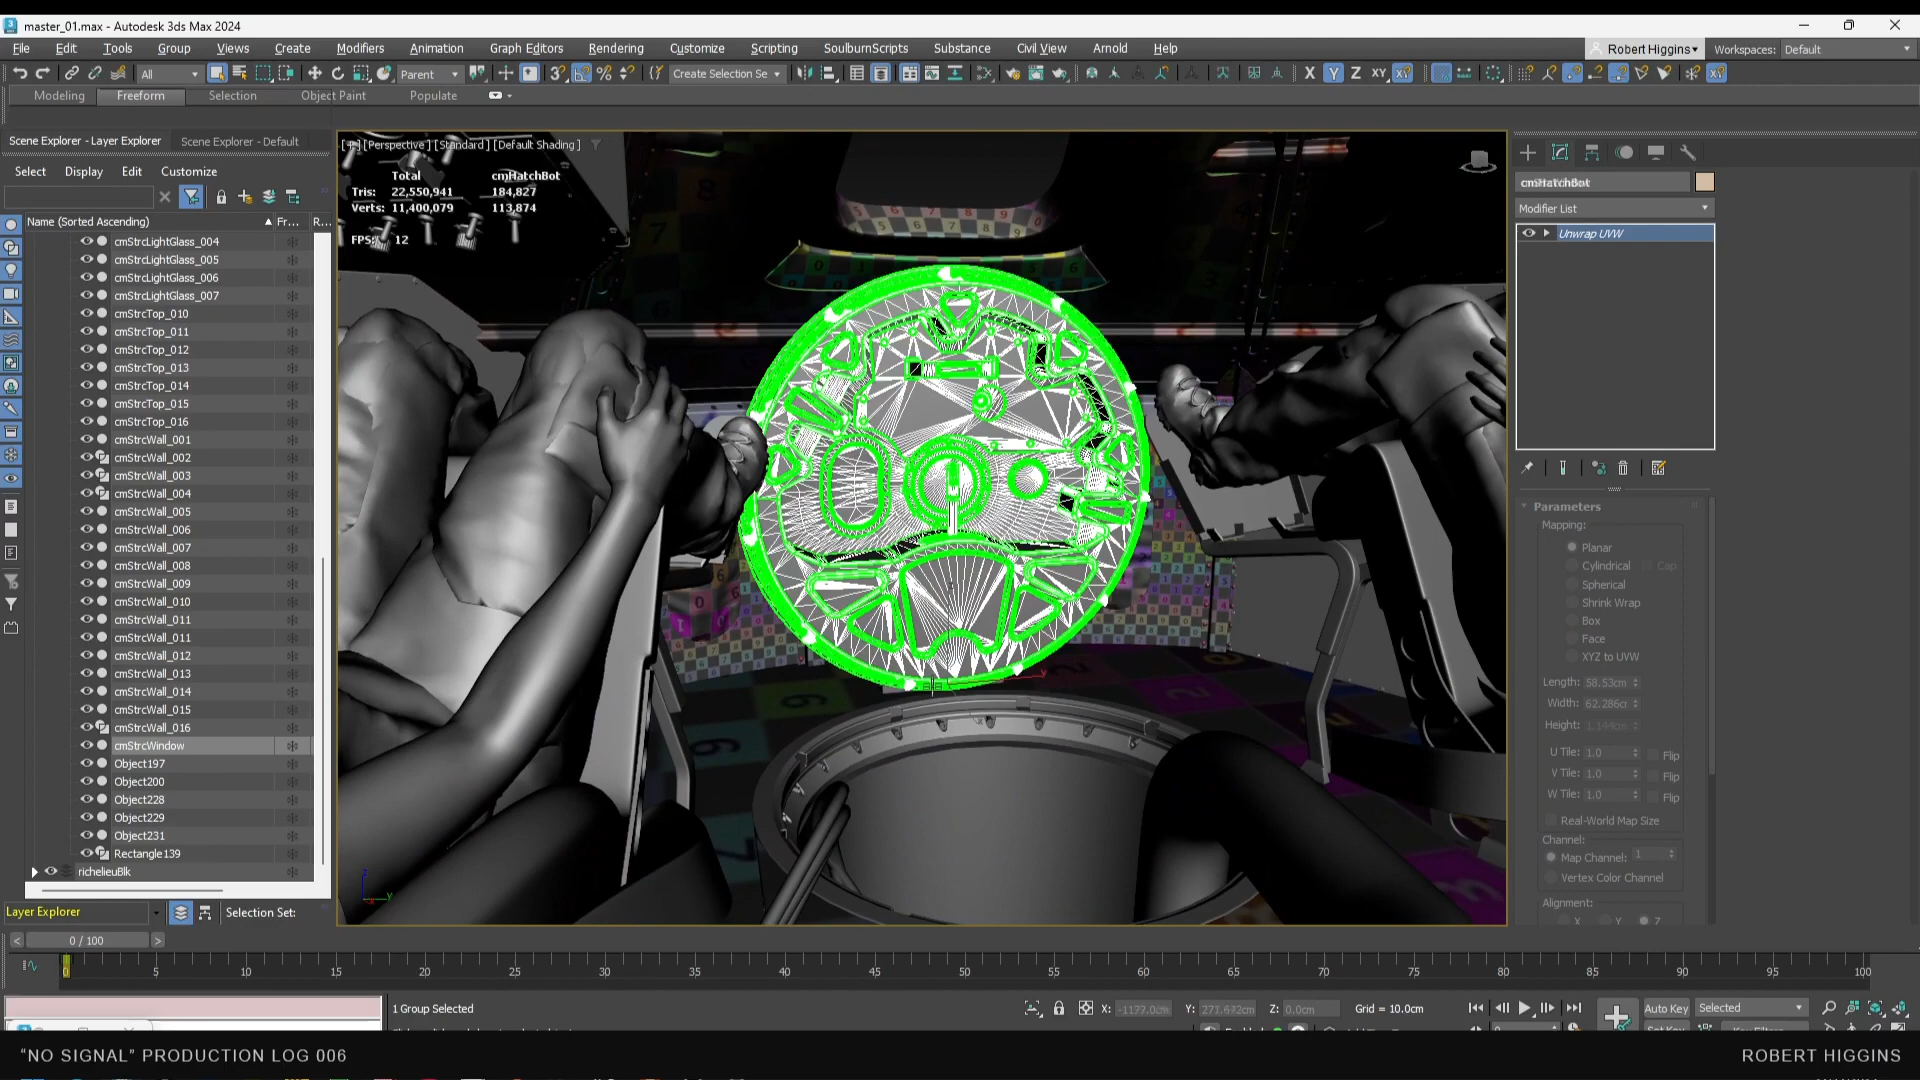 master_01.max - Autodesk 3ds Max 2024
File Edit Tools Group Views Create Modifiers Animation Graph Editors Rendering Customize Scripting SoulburnScripts Substance Civil View Arnold Help
Robert Higgins Workspaces: Default
All Parent Create Selection Se X Y Z XY
Modeling Freeform Selection Object Paint Populate
Scene Explorer - Layer Explorer Scene Explorer - Default
Select Display Edit Customize
Name (Sorted Ascending) Fr... R...
cmStrcLightGlass_004
cmStrcLightGlass_005
cmStrcLightGlass_006
cmStrcLightGlass_007
cmStrcTop_010
cmStrcTop_011
cmStrcTop_012
cmStrcTop_013
cmStrcTop_014
cmStrcTop_015
cmStrcTop_016
cmStrcWall_001
cmStrcWall_002
cmStrcWall_003
cmStrcWall_004
cmStrcWall_005
cmStrcWall_006
cmStrcWall_007
cmStrcWall_008
cmStrcWall_009
cmStrcWall_010
cmStrcWall_011
cmStrcWall_011
cmStrcWall_012
cmStrcWall_013
cmStrcWall_014
cmStrcWall_015
cmStrcWall_016
cmStrcWindow
Object197
Object200
Object228
Object229
Object231
Rectangle139
richelieuBlk
Layer Explorer Selection Set:
[Perspective] [Standard] [Default Shading]
Total cmHatchBot
Tris: 22,550,941 184,827
Verts: 11,400,079 113,874
FPS: 12
Modifier List
Unwrap UVW
Parameters
Mapping:
Planar
Cylindrical Cap
Spherical
Shrink Wrap
Box
Face
XYZ to UVW
Length: 58.53cm
Width: 62.286c
Height: 1.144cm
U Tile: 1.0 Flip
V Tile: 1.0 Flip
W Tile: 1.0 Flip
Real-World Map Size
Channel:
Map Channel: 1
Vertex Color Channel
Alignment:
X Y Z
0 / 100
0 5 10 15 20 25 30 35 40 45 50 55 60 65 70 75 80 85 90 95 100
1 Group Selected
X: -1177.0cm Y: 271.632cm Z: 0.0cm Grid = 10.0cm
Auto Key Selected
"NO SIGNAL" PRODUCTION LOG 006
ROBERT HIGGINS